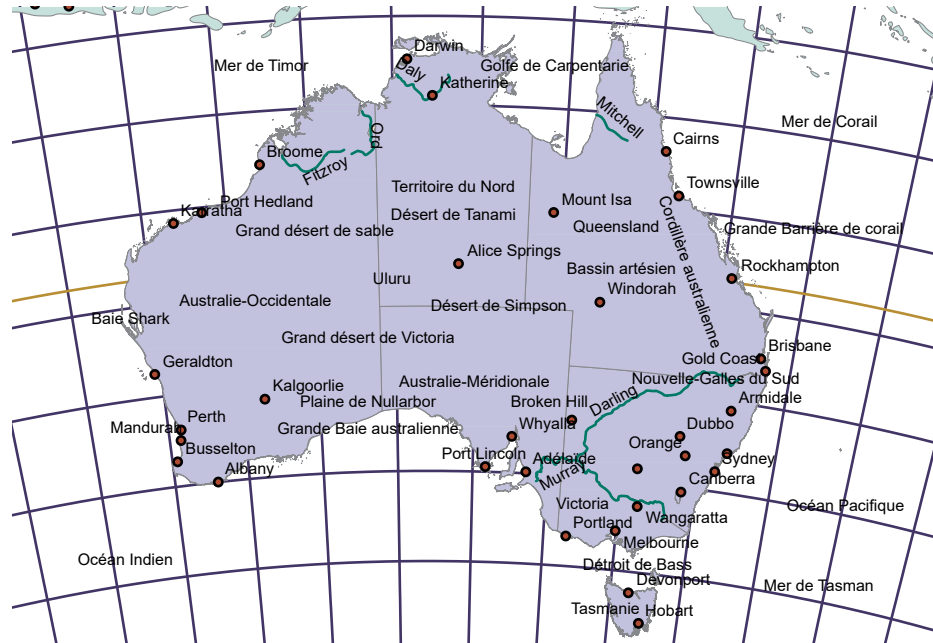 Darwin
Mer de Timor
Golfe de Carpentarie
Daly
Katherine
Mitchell
Mer de Corail
Ord
Cairns
Broome
Fitzroy
Townsville
Territoire du Nord
Port Hedland
Mount Isa
Karratha
Désert de Tanami
Grand désert de sable
Queensland
Grande Barrière de corail
Cordillère australienne
Alice Springs
Rockhampton
Uluru
Bassin artésien
Windorah
Australie-Occidentale
Désert de Simpson
Baie Shark
Grand désert de Victoria
Brisbane
Gold Coast
Geraldton
Nouvelle-Galles du Sud
Kalgoorlie
Australie-Méridionale
Plaine de Nullarbor
Broken Hill
Darling
Armidale
Perth
Mandurah
Grande Baie australienne
Whyalla
Dubbo
Busselton
Port Lincoln
Adélaïde
Orange
Sydney
Albany
Murray
Canberra
Victoria
Océan Pacifique
Portland
Wangaratta
Melbourne
Océan Indien
Détroit de Bass
Devonport
Mer de Tasman
Tasmanie
Hobart